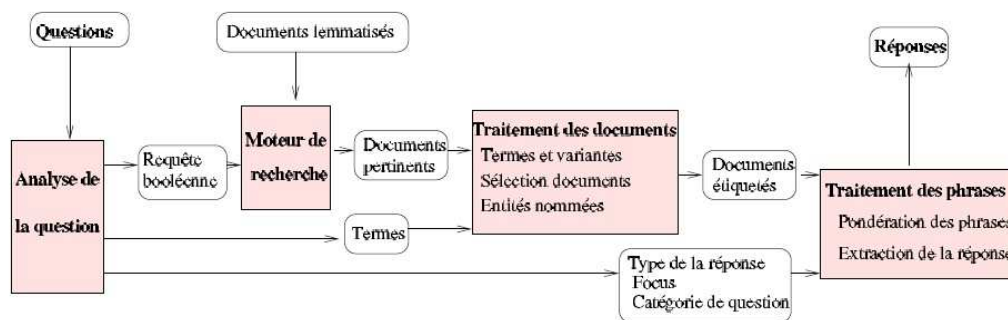 Questions
Documents lemmatisés
Réponses
Analyse de
la question
Requête
booléenne
Moteur de
recherche
Documents
pertinents
Traitement des documents
Termes et variantes
Sélection documents
Entités nommées
Documents
étiquetés
Traitement des phrases
Pondération des phrases
Extraction de la réponse
Termes
Type de la réponse
Focus
Catégorie de question